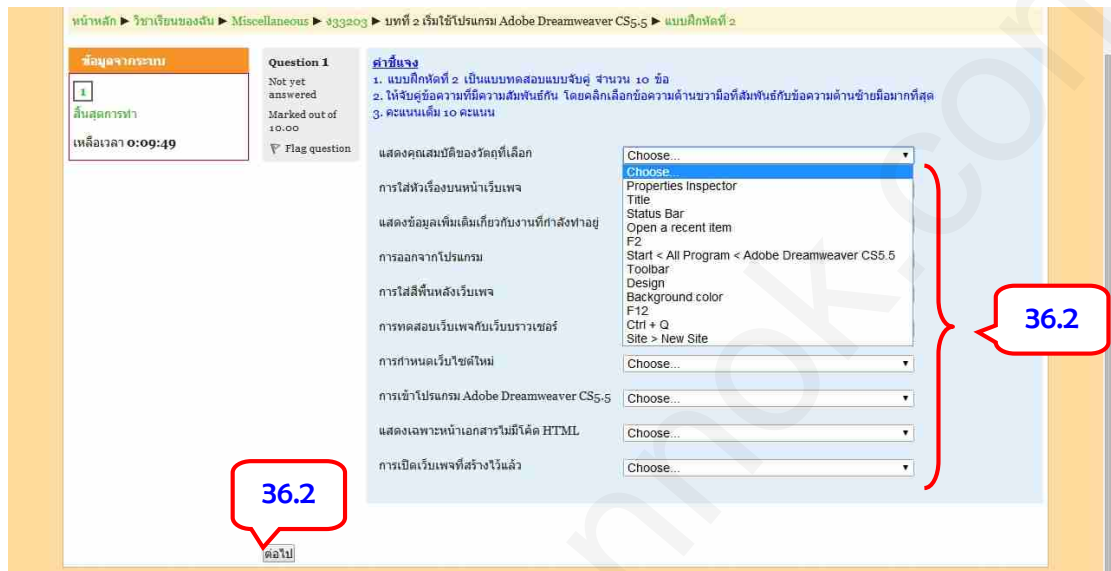 หน้าหลัก ► วิชาเรียนของฉัน ► Miscellaneous ► ง33203 ► บทที่ 2 เริ่มใช้โปรแกรม Adobe Dreamweaver CS5.5 ► แบบฝึกหัดที่ 2
ข้อมูลจากระบบ
1
สิ้นสุดการทำ
เหลือเวลา 0:09:49
Question 1
Not yet
answered
Marked out of
10.00
Flag question
คำชี้แจง
1. แบบฝึกหัดที่ 2 เป็นแบบทดสอบแบบจับคู่ จำนวน 10 ข้อ
2. ให้จับคู่ข้อความที่มีความสัมพันธ์กัน โดยคลิกเลือกข้อความด้านขวามือที่สัมพันธ์กับข้อความด้านซ้ายมือมากที่สุด
3. คะแนนเต็ม 10 คะแนน
แสดงคุณสมบัติของวัตถุที่เลือก Choose...
Choose...
Properties Inspector
Title
Status Bar
Open a recent item
F2
Start < All Program < Adobe Dreamweaver CS5.5
Toolbar
Design
Background color
F12
Ctrl + Q
Site > New Site
การใส่หัวเรื่องบนหน้าเว็บเพจ
แสดงข้อมูลเพิ่มเติมเกี่ยวกับงานที่กำลังทำอยู่
การออกจากโปรแกรม
การใส่สีพื้นหลังเว็บเพจ
การทดสอบเว็บเพจกับเว็บบราวเซอร์
การกำหนดเว็บไซต์ใหม่ Choose...
การเข้าโปรแกรม Adobe Dreamweaver CS5.5 Choose...
แสดงเฉพาะหน้าเอกสารไม่มีโค้ด HTML Choose...
การเปิดเว็บเพจที่สร้างไว้แล้ว Choose...
36.2
36.2
ต่อไป